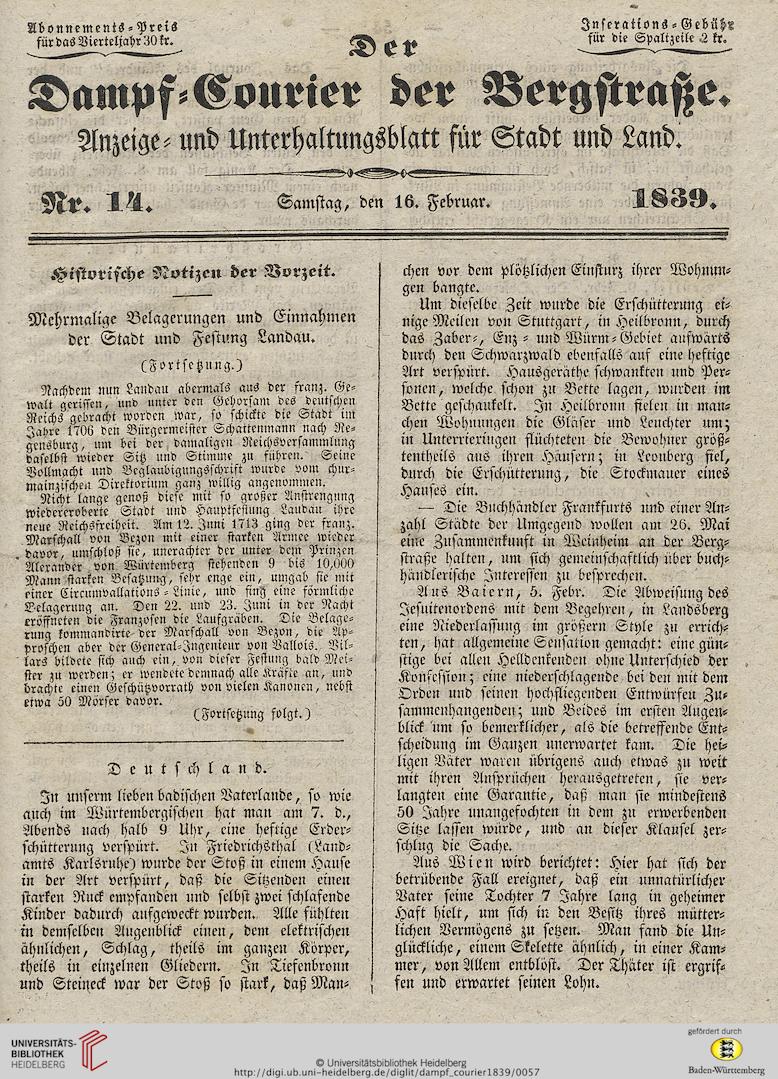 Abonnements-Preis
für das Vierteljahr 30 kr.
Inserations-Gebühr
für die Spaltzeile 2 kr.
Der
Dampf-Courier der Bergstraße.
Anzeige- und Unterhaltungsblatt für Stadt und Land.
Nr. 14.
Samstag, den 16. Februar.
1839.
Historische Notizen der Vorzeit.
Mehrmalige Belagerungen und Einnahmen
der Stadt und Festung Landau.
(Fortsetzung.)
Nachdem nun Landau abermals aus der franz. Ge-
walt gerissen, und unter den Gehorsam des deutschen
Reichs gebracht worden war, so schickte die Stadt im
Jahre 1706 den Bürgermeister Schattenmann nach Re-
gensburg, um bei der damaligen Reichsversammlung
daselbst wieder Sitz und Stimme zu führen. Seine
Vollmacht und Beglaubigungsschrift wurde vom chur-
mainzischen Direktorium ganz willig angenommen.
Nicht lange genoß diese mit so großer Anstrengung
wiedereroberte Stadt und Hauptfestung Landau ihre
neue Reichsfreiheit. Am 12. Juni 1713 ging der franz.
Marschall von Bezon mit einer starken Armee wieder
davor, umschloß sie, unerachter der unter dem Prinzen
Alexander von Würtemberg stehenden 9 bis 10,000
Mann starken Besatzung, sehr enge ein, umgab sie mit
einer Circumvallations-Linie, und fing eine förmliche
Belagerung an. Den 22. und 23. Juni in der Nacht
eröffneten die Franzosen die Laufgräben. Die Belage-
rung kommandirte der Marschall von Bezon, die Ap-
proschen aber der General-Ingenieur von Vallois. Vil-
lars bildete sich auch ein, von dieser Festung bald Mei-
ster zu werden; er wendete demnach alle Kräfte an, und
brachte einen Geschützvorrath von vielen Kanonen, nebst
etwa 50 Mörser davor.
(Fortsetzung folgt.)
Deutschland.
In unserm lieben badischen Vaterlande, so wie
auch im Würtembergischen hat man am 7. d.,
Abends nach halb 9 Uhr, eine heftige Erder-
schütterung verspürt. In Friedrichsthal (Land-
amts Karlsruhe) wurde der Stoß in einem Hause
in der Art verspürt, daß die Sitzenden einen
starken Ruck empfanden und selbst zwei schlafende
Kinder dadurch aufgeweckt wurden. Alle fühlten
in demselben Augenblick einen, dem elektrischen
ähnlichen, Schlag, theils im ganzen Körper,
theils in einzelnen Gliedern. In Tiefenbronn
und Steineck war der Stoß so stark, daß Man-
chen vor dem plötzlichen Einsturz ihrer Wohnun-
gen bangte.
Um dieselbe Zeit wurde die Erschütterung ei-
nige Meilen von Stuttgart, in Heilbronn, durch
das Zaber-, Enz- und Würm-Gebiet aufwärts
durch den Schwarzwald ebenfalls auf eine heftige
Art verspürt. Hausgeräthe schwankten und Per-
sonen, welche schon zu Bette lagen, wurden im
Bette geschaukelt. In Heilbronn fielen in man-
chen Wohnungen die Gläser und Leuchter um;
in Unterrieringen flüchteten die Bewohner größ-
tentheils aus ihren Häusern; in Leonberg fiel,
durch die Erschütterung, die Stockmauer eines
Hauses ein.
— Die Buchhändler Frankfurts und einer An-
zahl Städte der Umgegend wollen am 26. Mai
eine Zusammenkunft in Weinheim an der Berg-
straße halten, um sich gemeinschaftlich über buch-
händlerische Interessen zu besprechen.
Aus Baiern, 5. Febr. Die Abweisung des
Jesuitenordens mit dem Begehren, in Landsberg
eine Niederlassung im größern Style zu errich-
ten, hat allgemeine Sensation gemacht: eine gün-
stige bei allen Helldenkenden ohne Unterschied der
Konfession; eine niederschlagende bei den mit dem
Orden und seinen hochfliegenden Entwürfen Zu-
sammenhangenden; und Beides im ersten Augen-
blick um so bemerklicher, als die betreffende Ent-
scheidung im Ganzen unerwartet kam. Die hei-
ligen Väter waren übrigens auch etwas zu weit
mit ihren Ansprüchen herausgetreten, sie ver-
langten eine Garantie, daß man sie mindestens
50 Jahre unangefochten in dem zu erwerbenden
Sitze lassen würde, und an dieser Klausel zer-
schlug die Sache.
Aus Wien wird berichtet: Hier hat sich der
betrübende Fall ereignet, daß ein unnatürlicher
Vater seine Tochter 7 Jahre lang in geheimer
Haft hielt, um sich in den Besitz ihres mütter-
lichen Vermögens zu setzen. Man fand die Un-
glückliche, einem Skelette ähnlich, in einer Kam-
mer, von Allem entblöst. Der Thäter ist ergrif-
fen und erwartet seinen Lohn.
UNIVERSITÄTS-
BIBLIOTHEK
HEIDELBERG
© Universitätsbibliothek Heidelberg
http://digi.ub.uni-heidelberg.de/diglit/dampf_courier1839/0057
gefördert durch
Baden-Württemberg